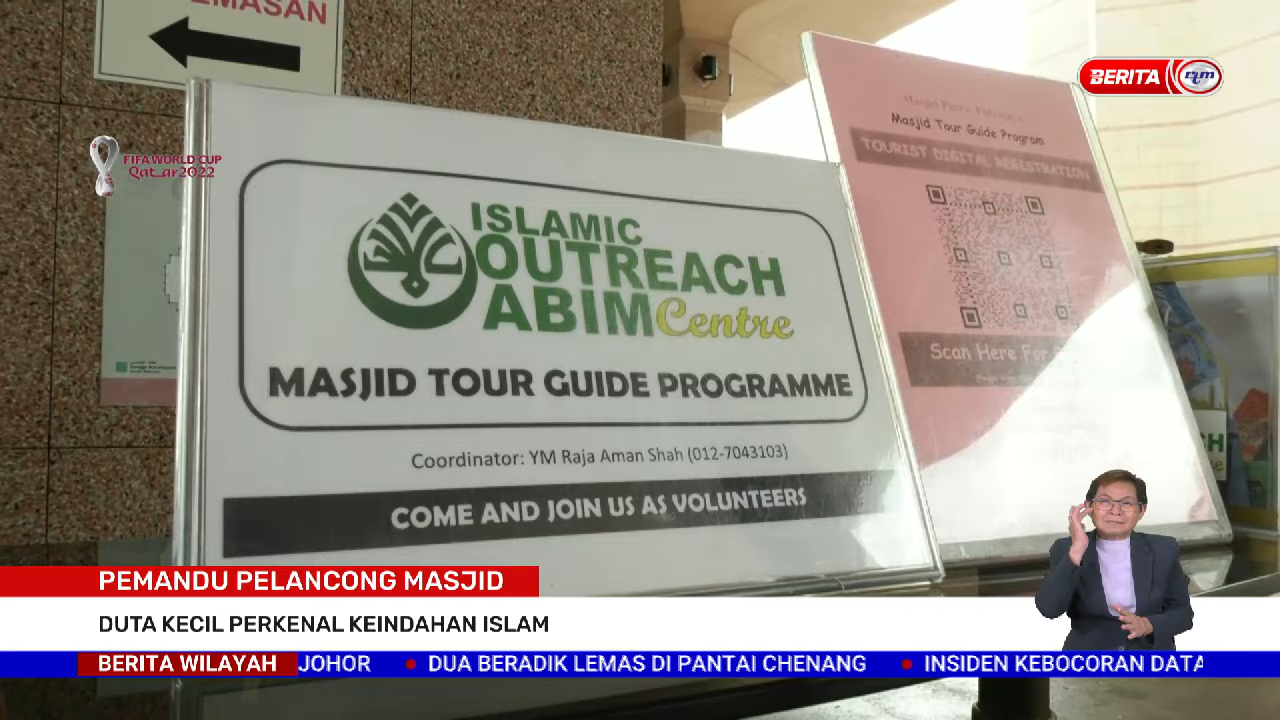 EMASAN
BERITA rtm
FIFA WORLD CUP
Qatar2022
ISLAMIC
OUTREACH
ABIM Centre
MASJID TOUR GUIDE PROGRAMME
Coordinator: YM Raja Aman Shah (012-7043103)
COME AND JOIN US AS VOLUNTEERS
Masjid Tour Guide Program
TOURIST DIGITAL REGISTRATION
Scan Here For
PEMANDU PELANCONG MASJID
DUTA KECIL PERKENAL KEINDAHAN ISLAM
BERITA WILAYAH JOHOR • DUA BERADIK LEMAS DI PANTAI CHENANG • INSIDEN KEBOCORAN DATA